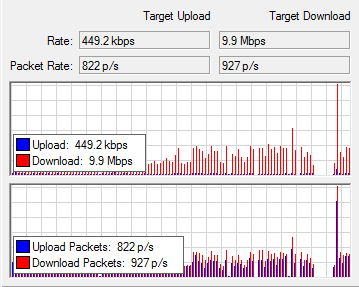 Target Upload Target Download
Rate: 449.2 kbps 9.9 Mbps
Packet Rate: 822 p/s 927 p/s
Upload: 449.2 kbps
Download: 9.9 Mbps
Upload Packets: 822 p/s
Download Packets: 927 p/s